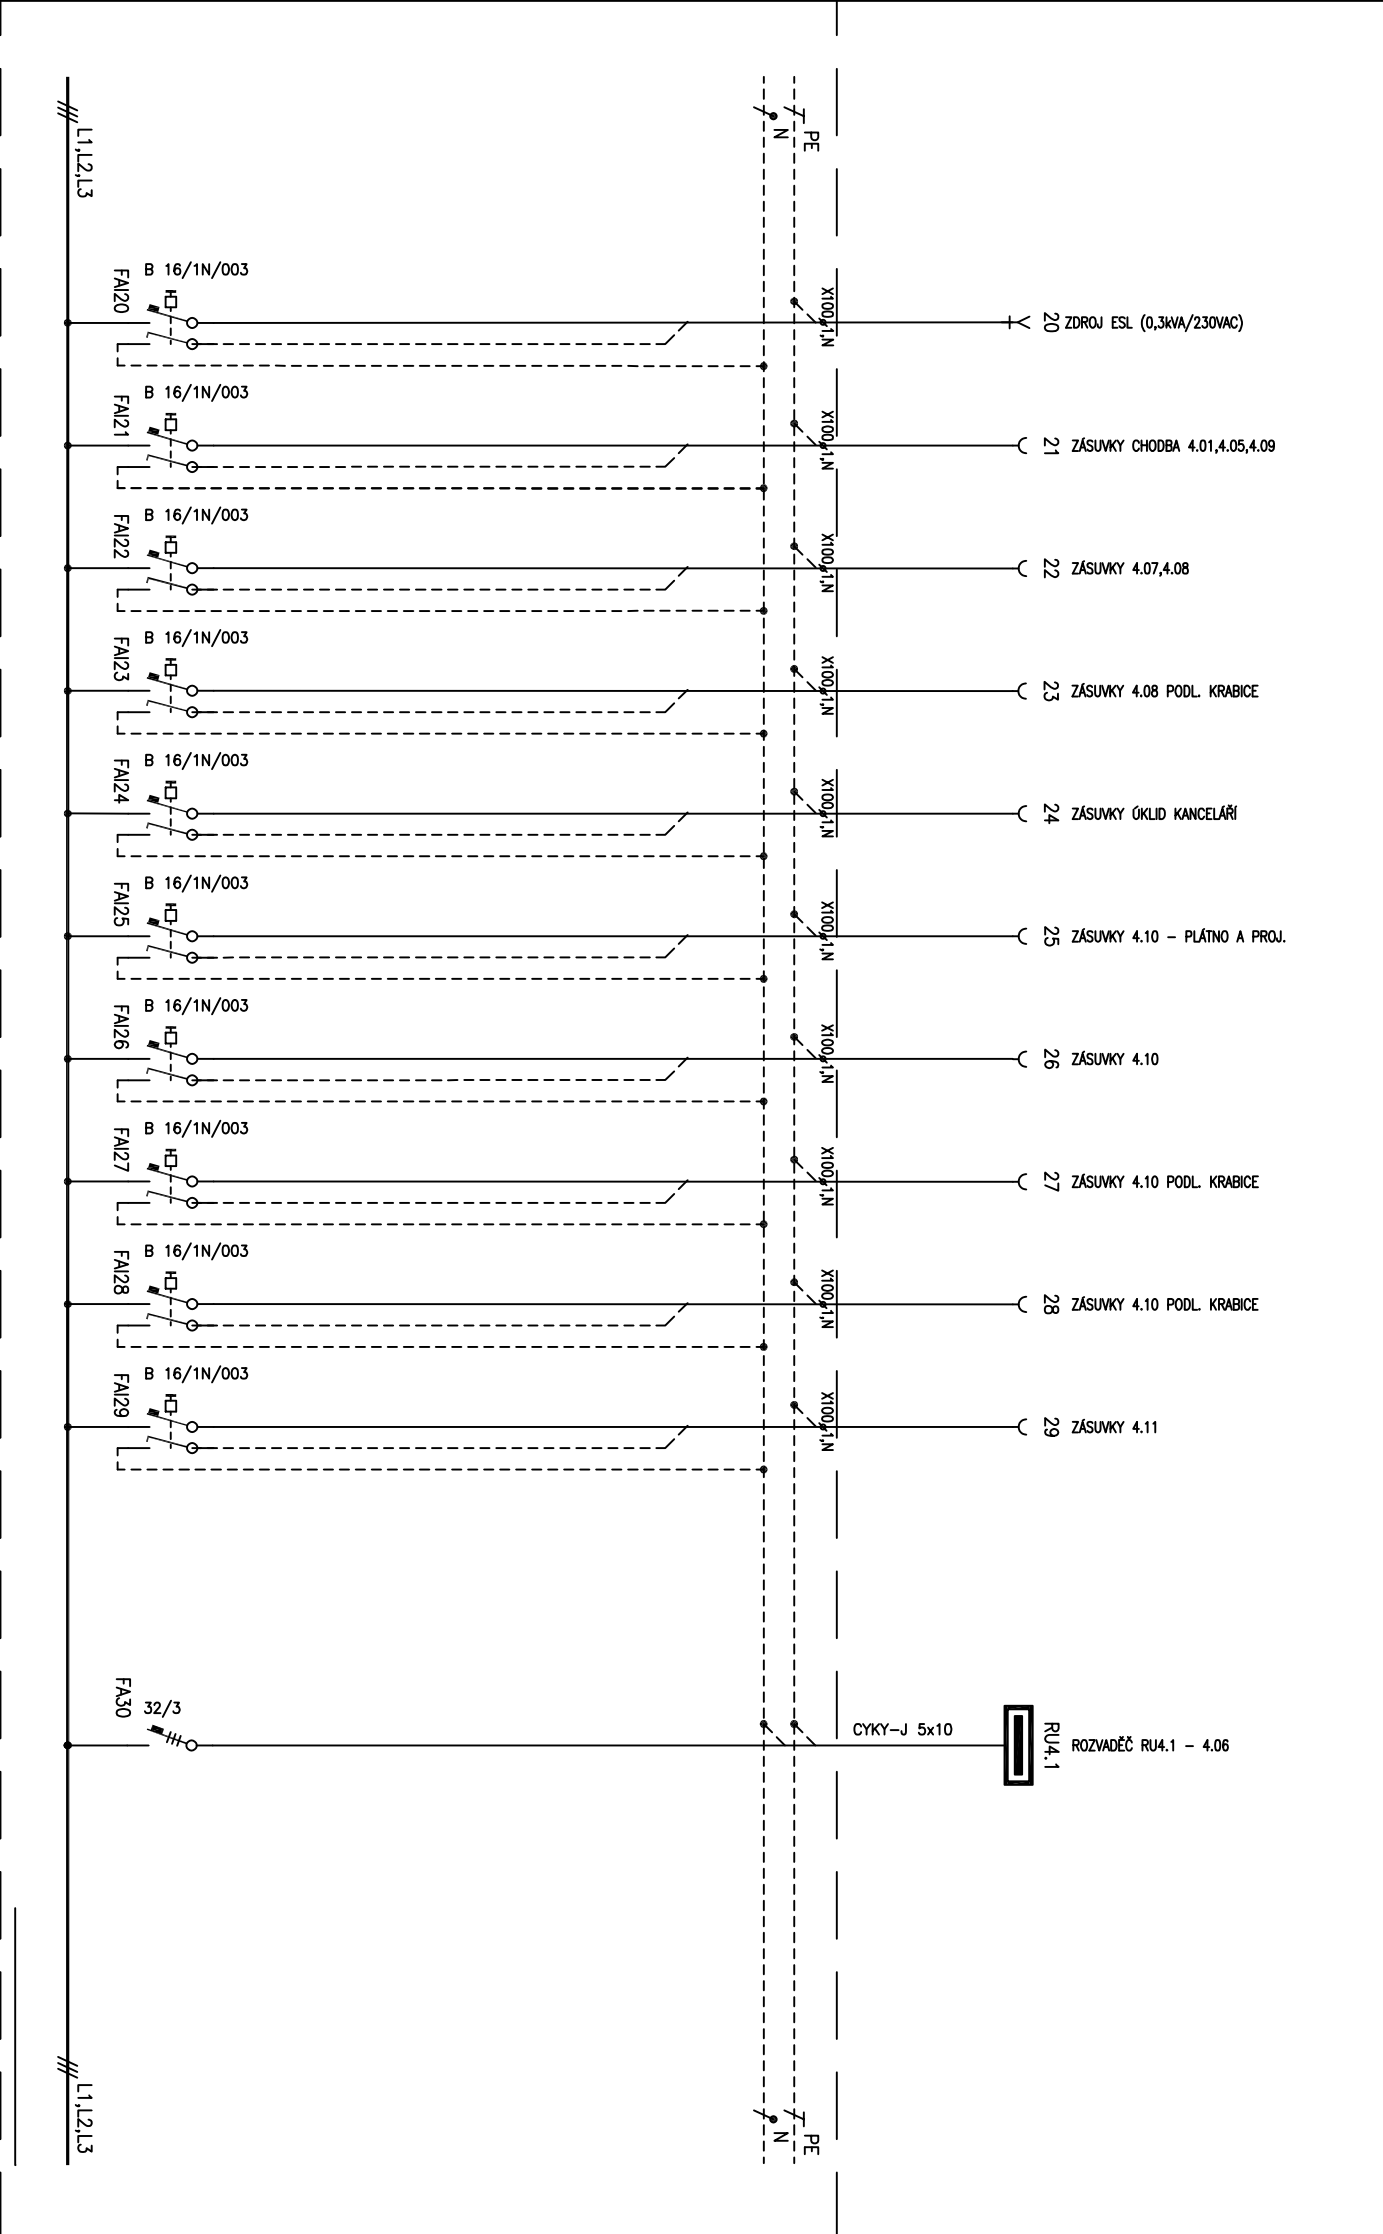 L1,L2,L3
N
PE
B 16/1N/003
FAI20
X100
1,N
20
ZDROJ ESL (0,3kVA/230VAC)
B 16/1N/003
FAI21
X100
1,N
21
ZÁSUVKY CHODBA 4.01,4.05,4.09
B 16/1N/003
FAI22
X100
1,N
22
ZÁSUVKY 4.07,4.08
B 16/1N/003
FAI23
X100
1,N
23
ZÁSUVKY 4.08 PODL. KRABICE
B 16/1N/003
FAI24
X100
1,N
24
ZÁSUVKY ÚKLID KANCELÁŘÍ
B 16/1N/003
FAI25
X100
1,N
25
ZÁSUVKY 4.10 – PLÁTNO A PROJ.
B 16/1N/003
FAI26
X100
1,N
26
ZÁSUVKY 4.10
B 16/1N/003
FAI27
X100
1,N
27
ZÁSUVKY 4.10 PODL. KRABICE
B 16/1N/003
FAI28
X100
1,N
28
ZÁSUVKY 4.10 PODL. KRABICE
B 16/1N/003
FAI29
X100
1,N
29
ZÁSUVKY 4.11
FA30
32/3
CYKY-J 5x10
RU4.1
ROZVADĚČ RU4.1 – 4.06
L1,L2,L3
N
PE